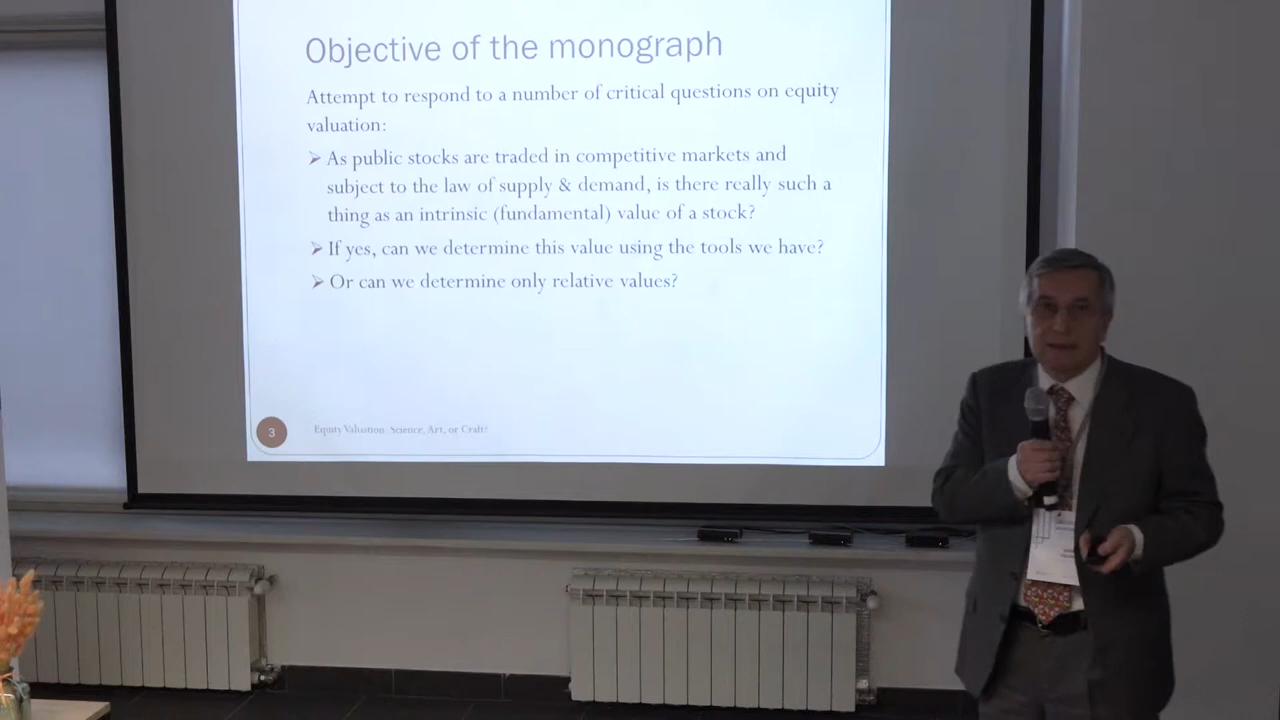 Objective of the monograph
Attempt to respond to a number of critical questions on equity
valuation:
➢ As public stocks are traded in competitive markets and
subject to the law of supply & demand, is there really such a
thing as an intrinsic (fundamental) value of a stock?
➢ If yes, can we determine this value using the tools we have?
➢ Or can we determine only relative values?
3
Equity Valuation: Science, Art, or Craft?